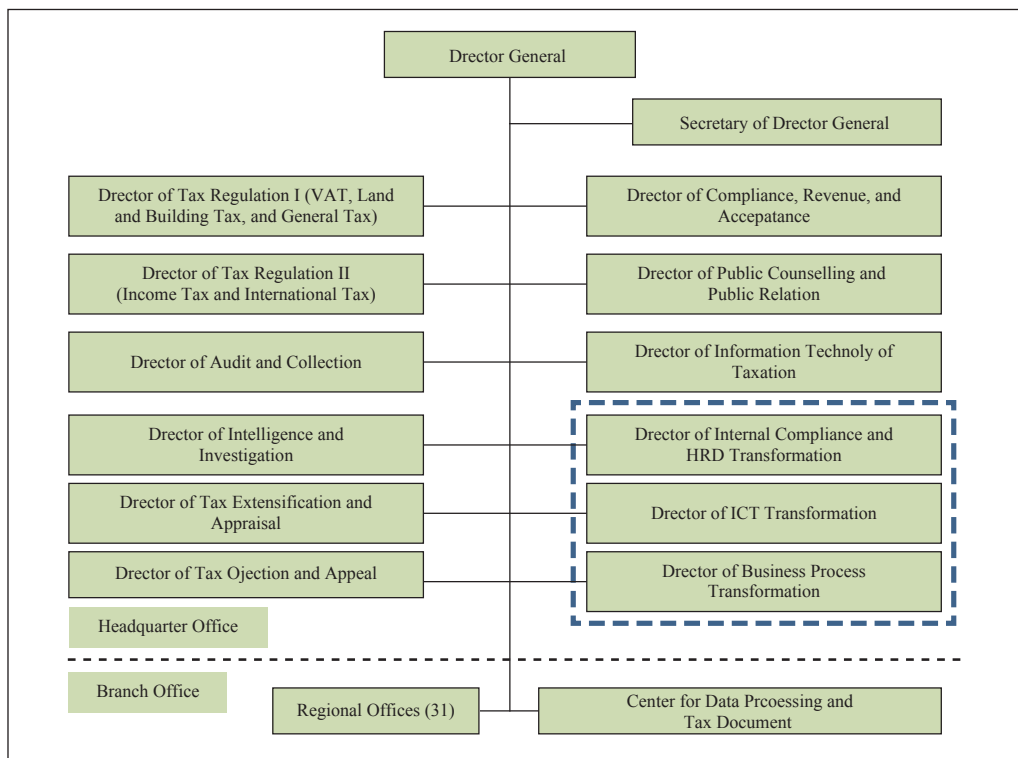 Drector General
Secretary of Drector General
Drector of Tax Regulation I (VAT, Land
and Building Tax, and General Tax)
Director of Compliance, Revenue, and
Accepatance
Director of Tax Regulation II
(Income Tax and International Tax)
Director of Public Counselling and
Public Relation
Drector of Audit and Collection
Director of Information Technoly of
Taxation
Director of Intelligence and
Investigation
Director of Internal Compliance and
HRD Transformation
Director of Tax Extensification and
Appraisal
Director of ICT Transformation
Director of Tax Ojection and Appeal
Director of Business Process
Transformation
Headquarter Office
Branch Office
Regional Offices (31)
Center for Data Prcoessing and
Tax Document